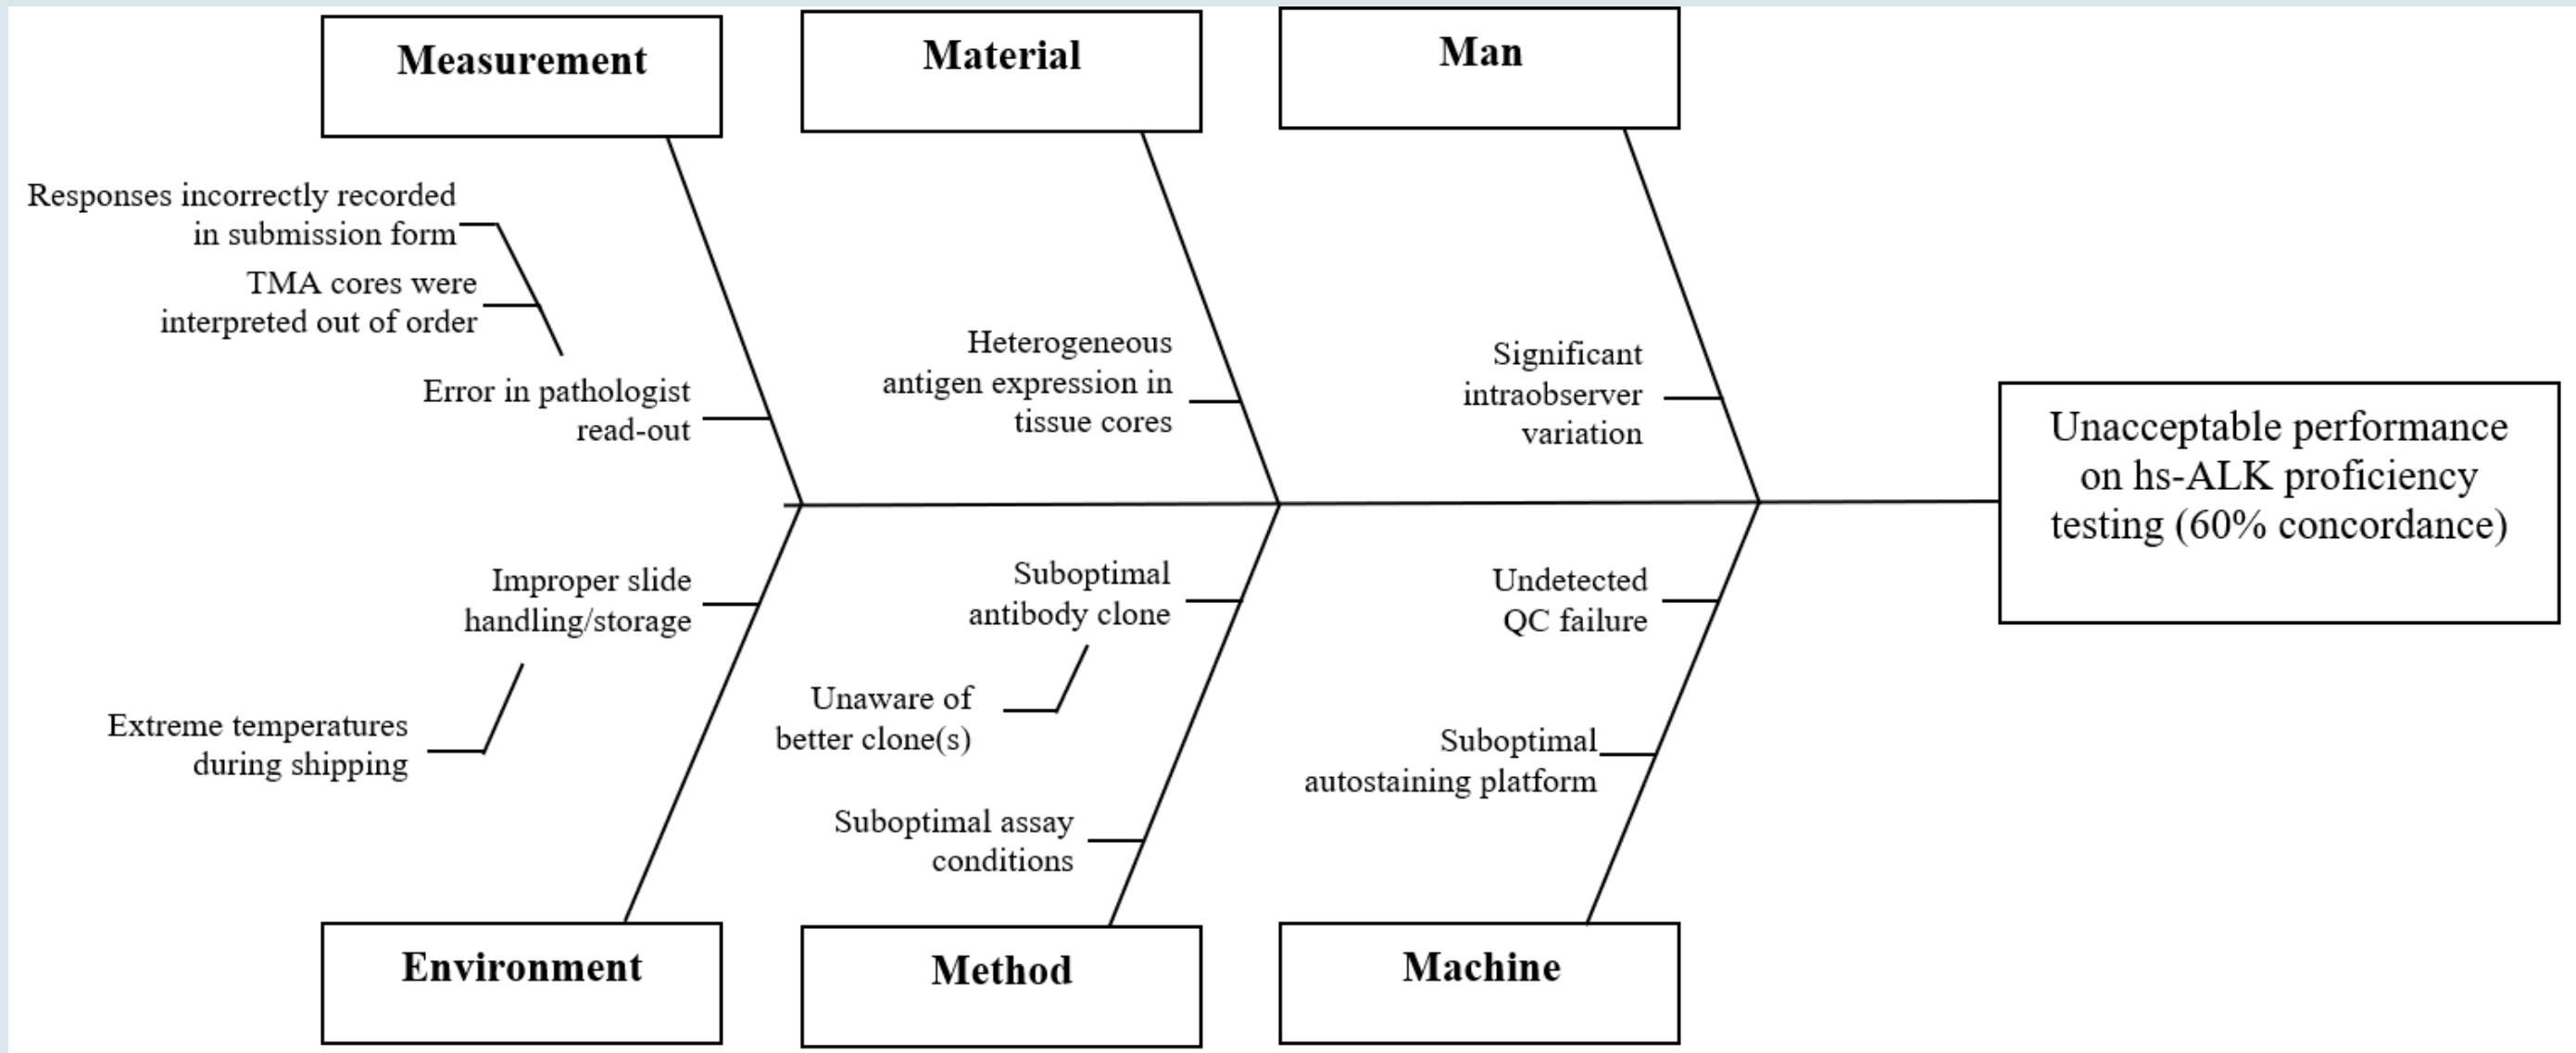 Measurement
Material
Man
Responses incorrectly recorded
in submission form
TMA cores were
interpreted out of order
Error in pathologist
read-out
Heterogeneous
antigen expression in
tissue cores
Significant
intraobserver
variation
Unacceptable performance
on hs-ALK proficiency
testing (60% concordance)
Improper slide
handling/storage
Extreme temperatures
during shipping
Suboptimal
antibody clone
Unaware of
better clone(s)
Suboptimal assay
conditions
Undetected
QC failure
Suboptimal
autostaining platform
Environment
Method
Machine